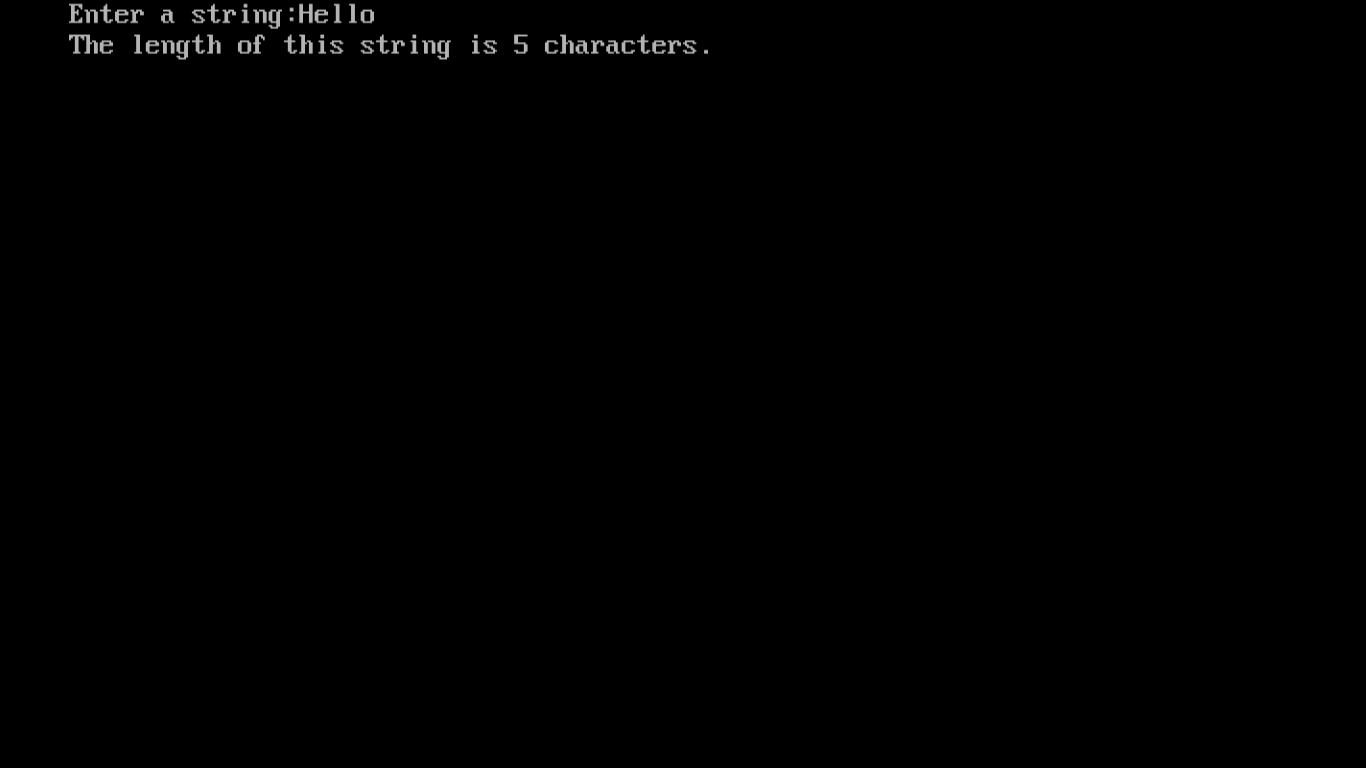 Enter a string:Hello
The length of this string is 5 characters.